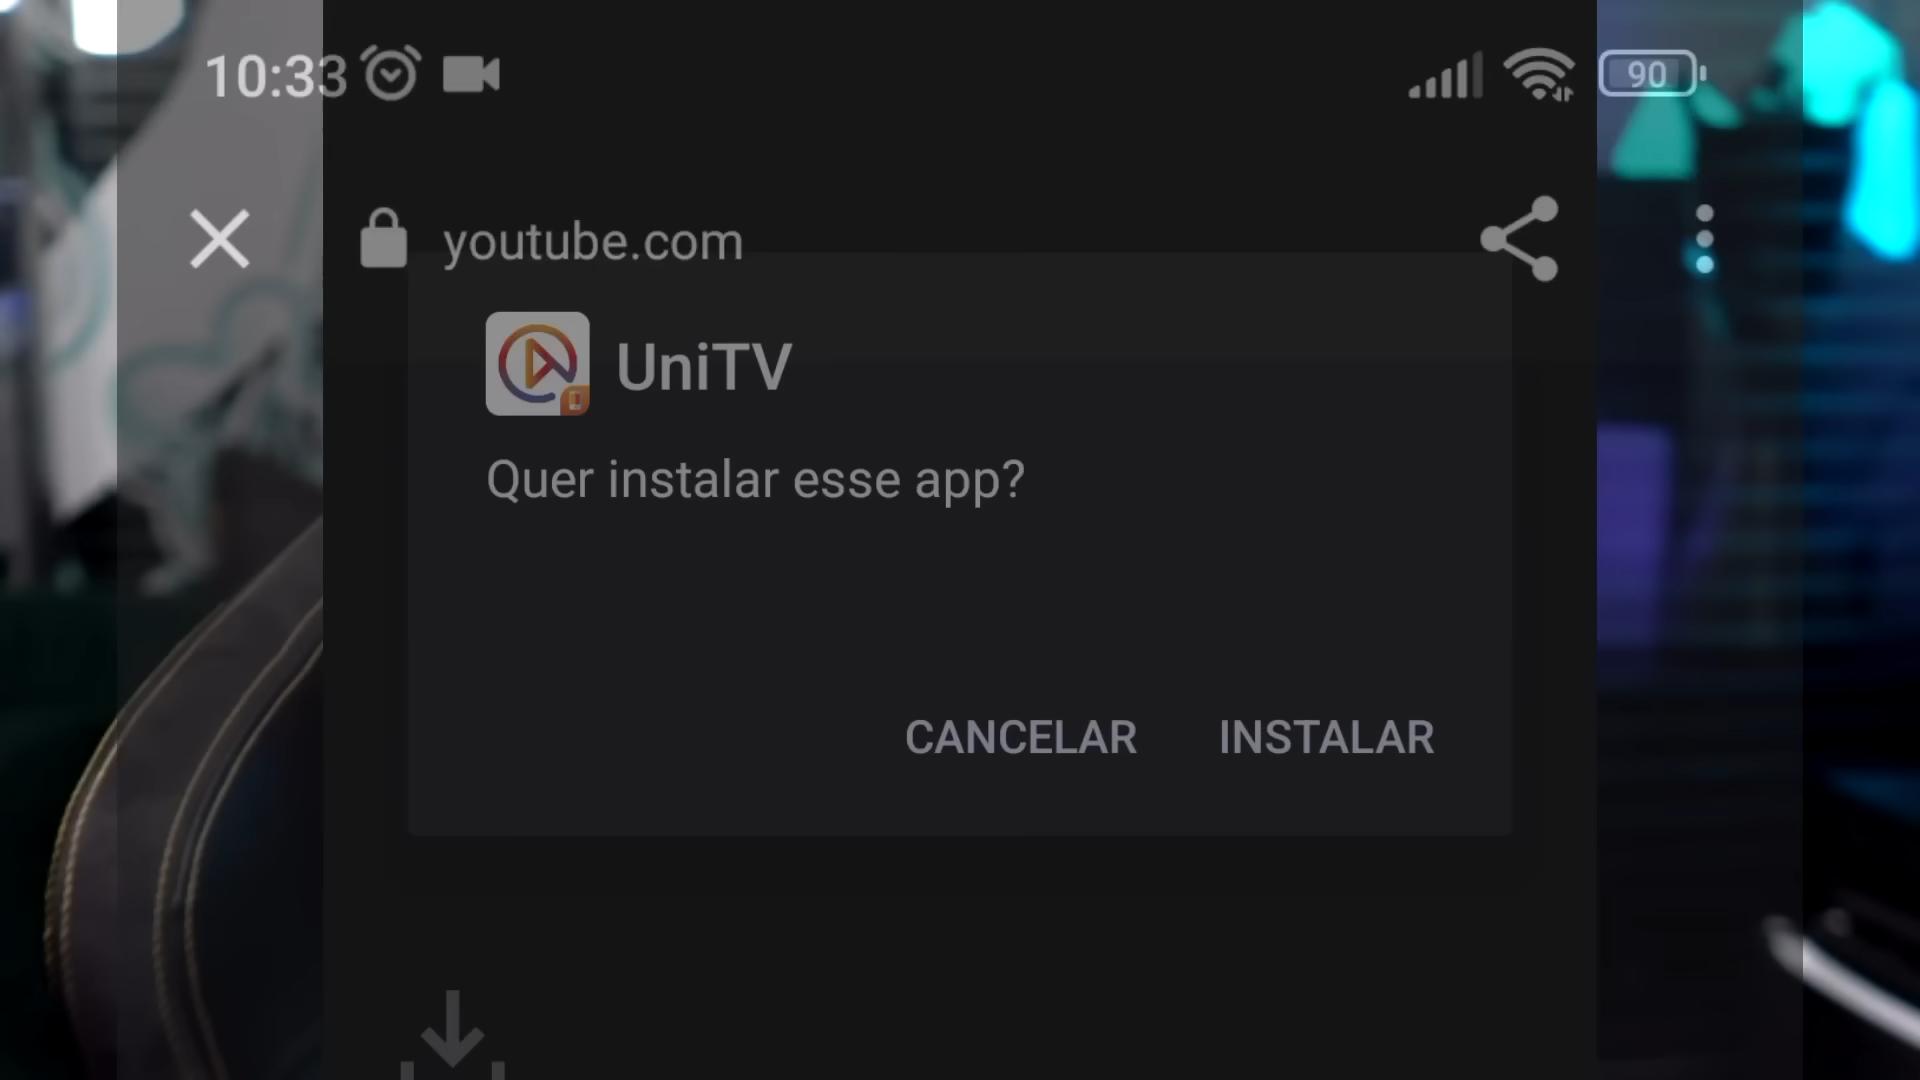 10:33
90
youtube.com
UniTV
Quer instalar esse app?
CANCELAR
INSTALAR